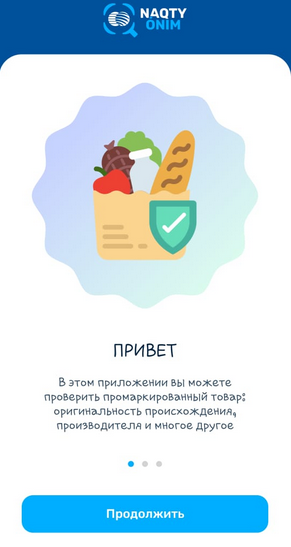 NAQTY
ONIM
ПРИВЕТ
В этом приложении вы можете
проверить промаркированный товар:
оригинальность происхождения,
производителя и многое другое
Продолжить